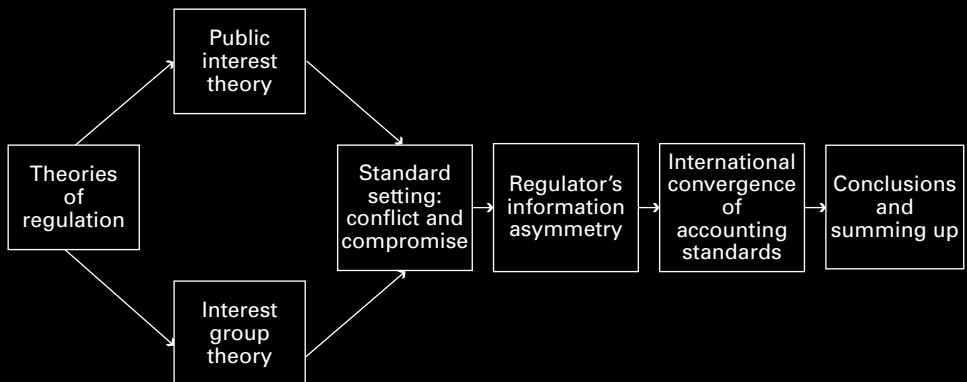 Public
interest
theory
Theories
of
regulation
Standard
setting:
conflict and
compromise
Regulator's
information
asymmetry
International
convergence
of
accounting
standards
Conclusions
and
summing up
Interest
group
theory